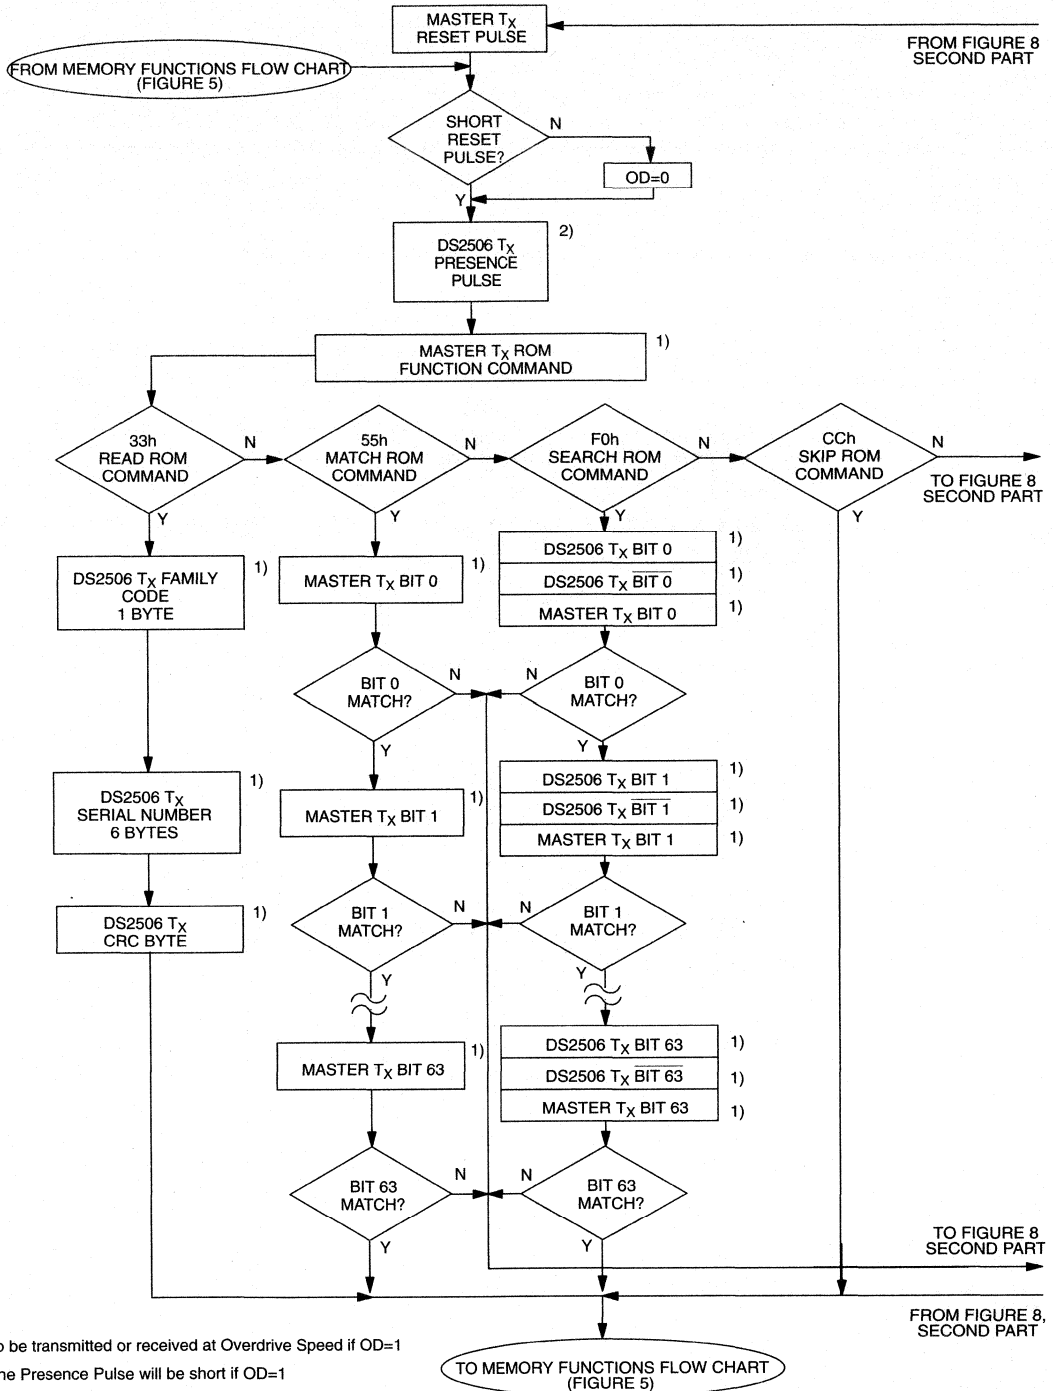 MASTER TX
RESET PULSE
FROM FIGURE 8
SECOND PART
FROM MEMORY FUNCTIONS FLOW CHART
(FIGURE 5)
SHORT
RESET
PULSE?
N
OD=0
Y
DS2506 TX
PRESENCE
PULSE
2)
MASTER TX ROM
FUNCTION COMMAND
1)
33h
READ ROM
COMMAND
N
Y
55h
MATCH ROM
COMMAND
N
Y
F0h
SEARCH ROM
COMMAND
N
Y
CCh
SKIP ROM
COMMAND
N
Y
TO FIGURE 8
SECOND PART
DS2506 TX FAMILY
CODE
1 BYTE
1)
MASTER TX BIT 0
1)
DS2506 TX BIT 0
1)
DS2506 TX BIT 0
1)
MASTER TX BIT 0
1)
BIT 0
MATCH?
N
Y
BIT 0
MATCH?
N
Y
DS2506 TX
SERIAL NUMBER
6 BYTES
1)
MASTER TX BIT 1
1)
DS2506 TX BIT 1
1)
DS2506 TX BIT 1
1)
MASTER TX BIT 1
1)
DS2506 TX
CRC BYTE
1)
BIT 1
MATCH?
N
Y
BIT 1
MATCH?
N
Y
MASTER TX BIT 63
1)
DS2506 TX BIT 63
1)
DS2506 TX BIT 63
1)
MASTER TX BIT 63
1)
BIT 63
MATCH?
N
Y
BIT 63
MATCH?
N
Y
TO FIGURE 8
SECOND PART
FROM FIGURE 8,
SECOND PART
o be transmitted or received at Overdrive Speed if OD=1
ne Presence Pulse will be short if OD=1
TO MEMORY FUNCTIONS FLOW CHART
(FIGURE 5)